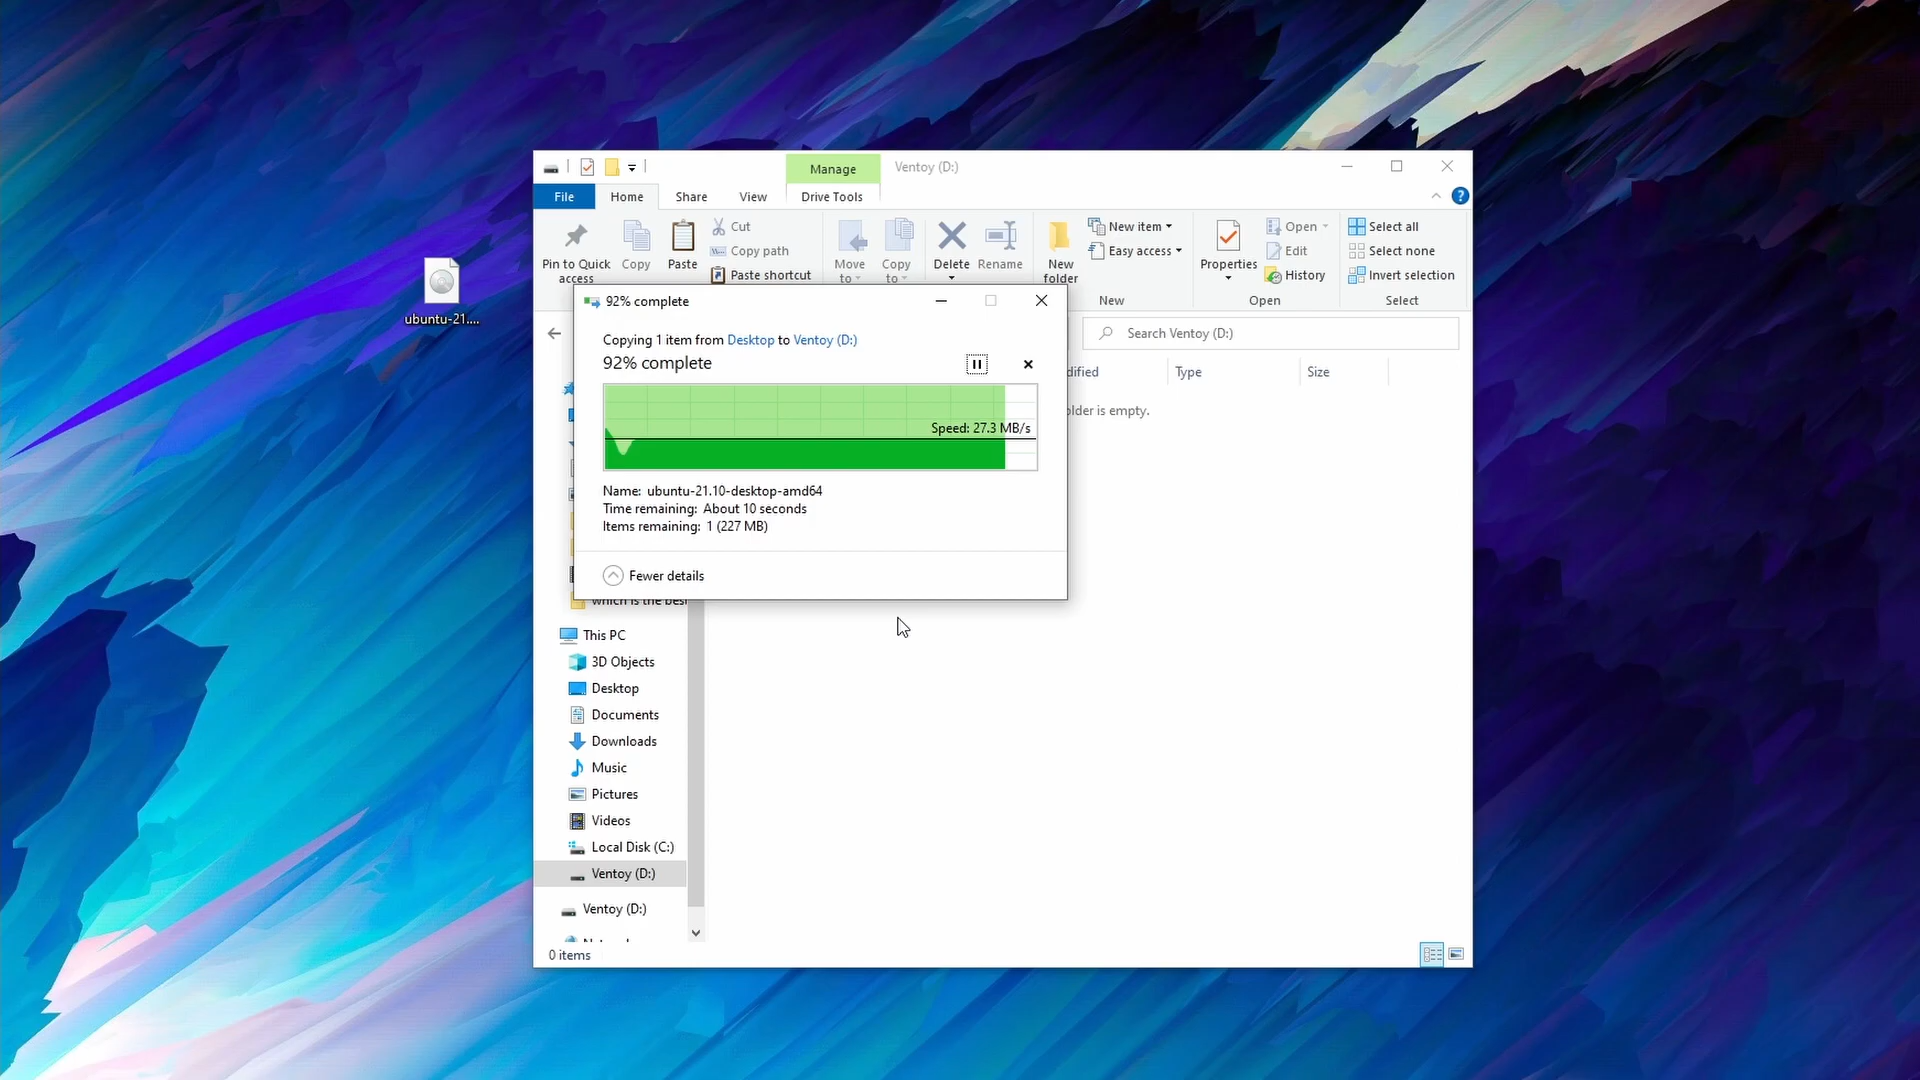 Manage
Ventoy (D:)
File
Home
Share
View
Drive Tools
?
Pin to Quick access
Copy
Paste
Cut
Copy path
Paste shortcut
Move to
Copy to
Delete
Rename
New folder
New item
Easy access
New
Properties
Open
Edit
History
Open
Select all
Select none
Invert selection
Select
ubuntu-21....
92% complete
Copying 1 item from Desktop to Ventoy (D:)
92% complete
Speed: 27.3 MB/s
Name: ubuntu-21.10-desktop-amd64
Time remaining: About 10 seconds
Items remaining: 1 (227 MB)
Fewer details
Search Ventoy (D:)
dified
Type
Size
older is empty.
which is the bes
This PC
3D Objects
Desktop
Documents
Downloads
Music
Pictures
Videos
Local Disk (C:)
Ventoy (D:)
Ventoy (D:)
0 items